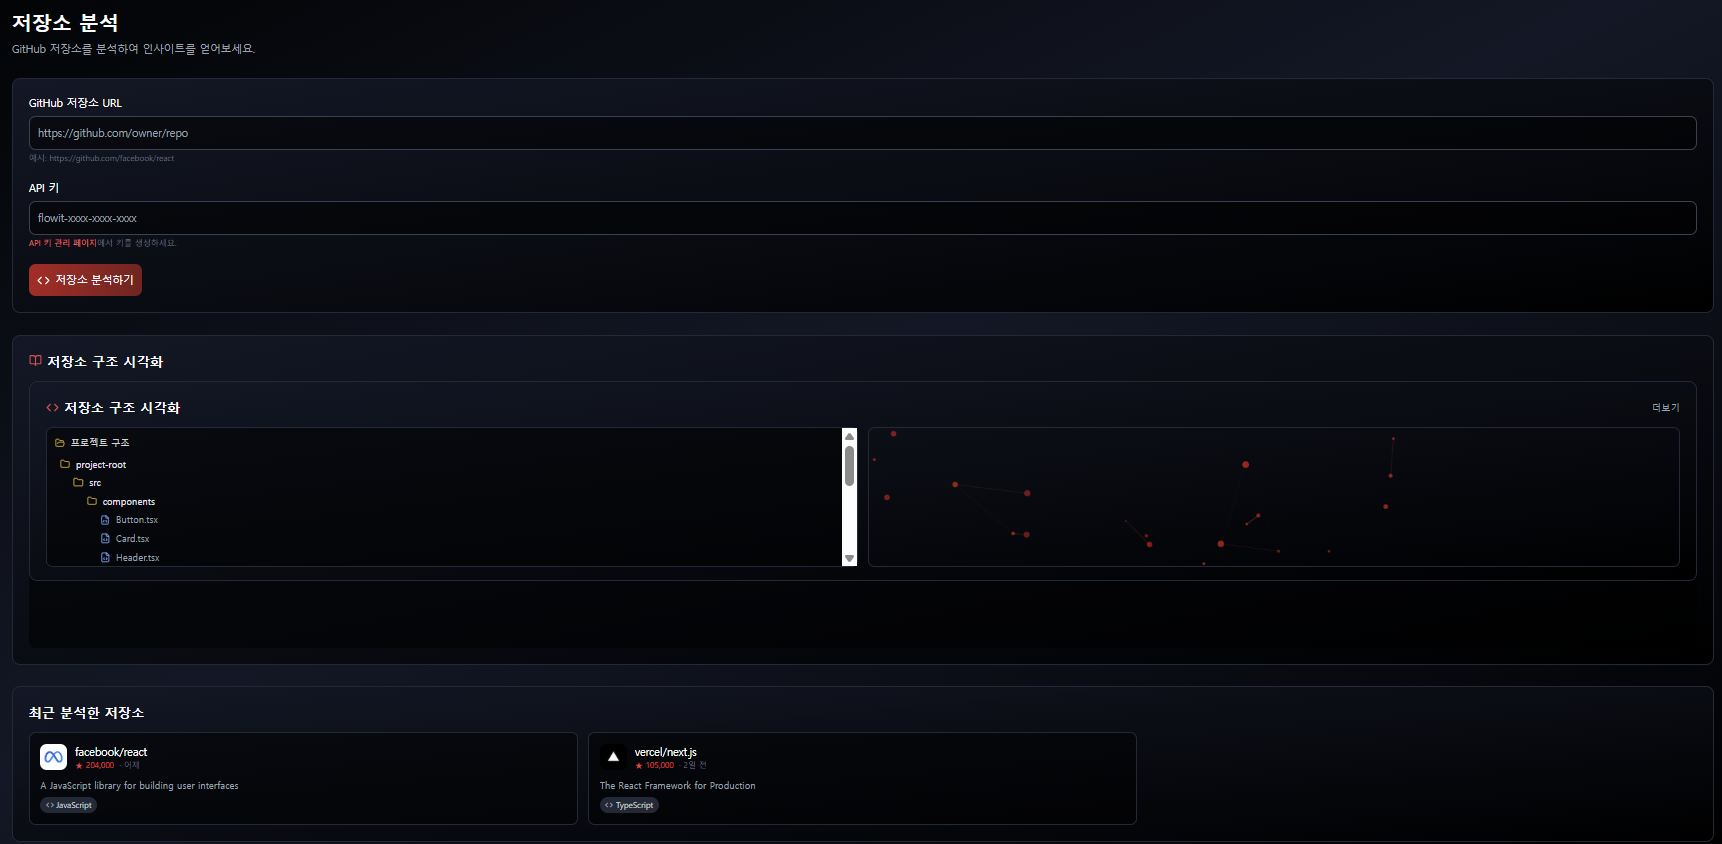 저장소 분석
GitHub 저장소를 분석하여 인사이트를 얻어보세요.
GitHub 저장소 URL
https://github.com/owner/repo
예시: https://github.com/facebook/react
API 키
flowit-xxxx-xxxx-xxxx
API 키 관리 페이지에서 키를 생성하세요.
저장소 분석하기
저장소 구조 시각화
저장소 구조 시각화
더보기
프로젝트 구조
project-root
src
components
Button.tsx
Card.tsx
Header.tsx
최근 분석한 저장소
facebook/react
★ 204,000 · 어제
A JavaScript library for building user interfaces
<> JavaScript
vercel/next.js
★ 105,000 · 2일 전
The React Framework for Production
<> TypeScript